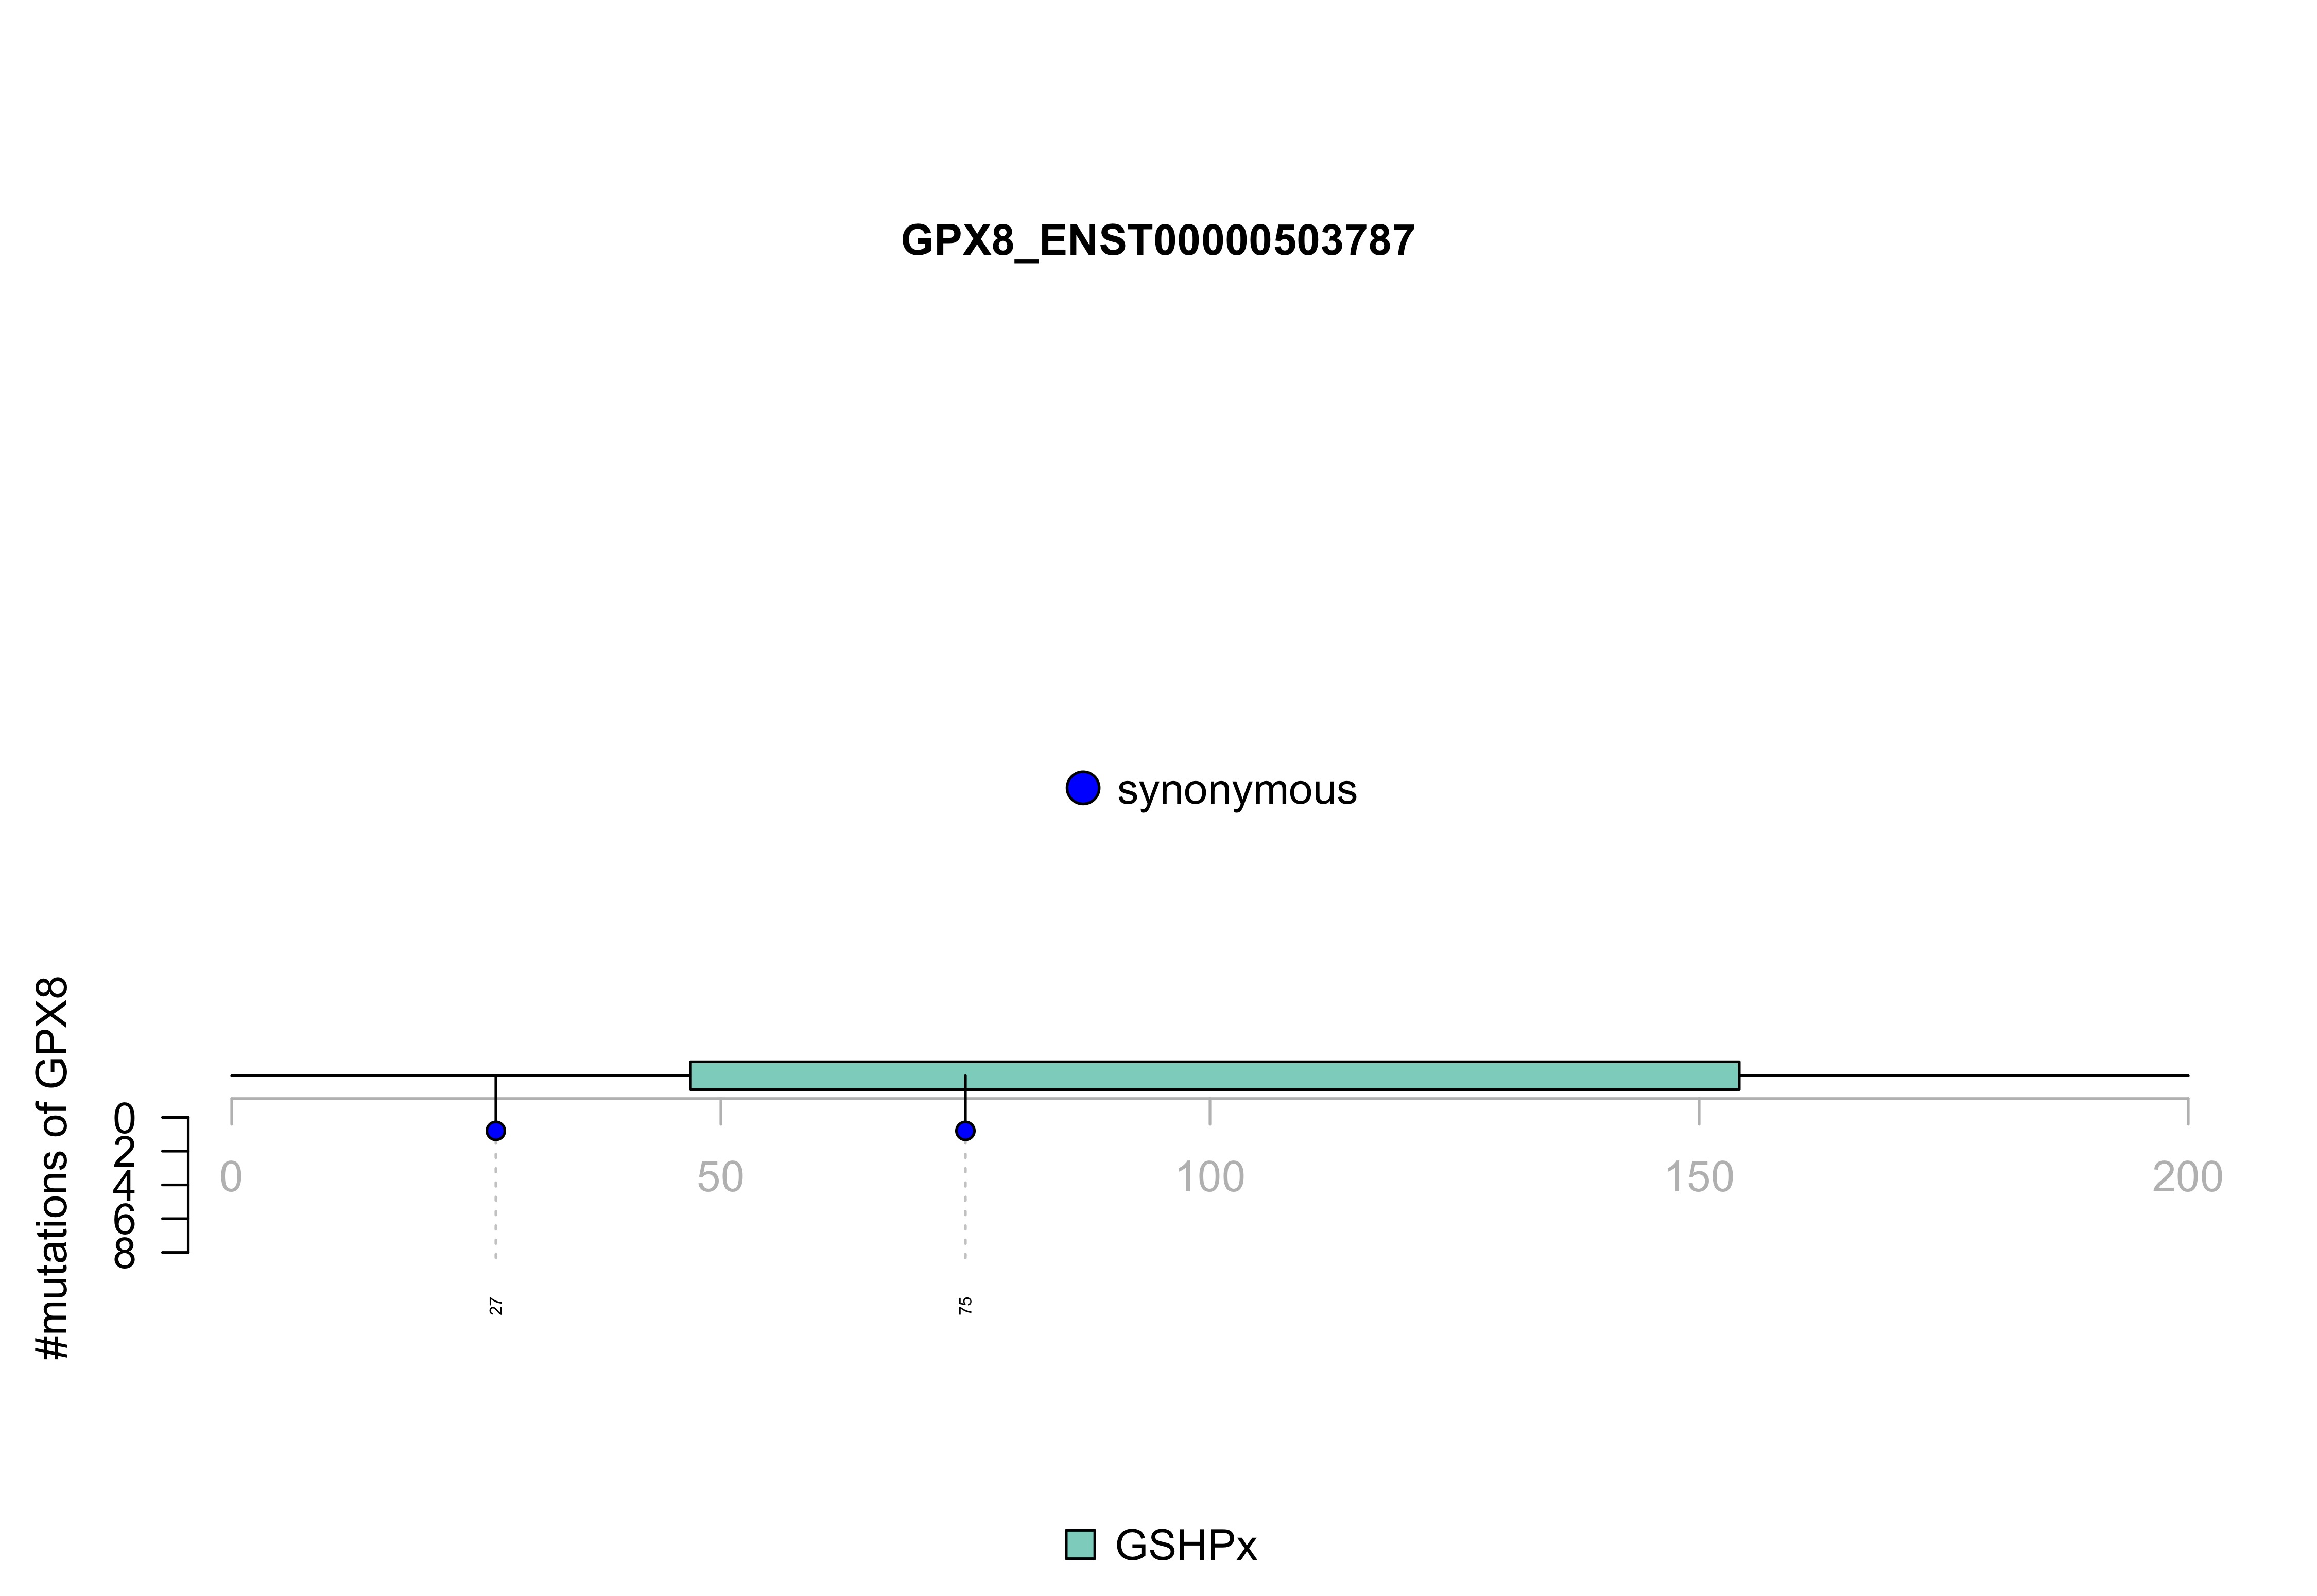 GPX8_ENST00000503787
synonymous
#mutations of GPX8
0
2
4
6
8
0 50 100 150 200
27 75
GSHPx